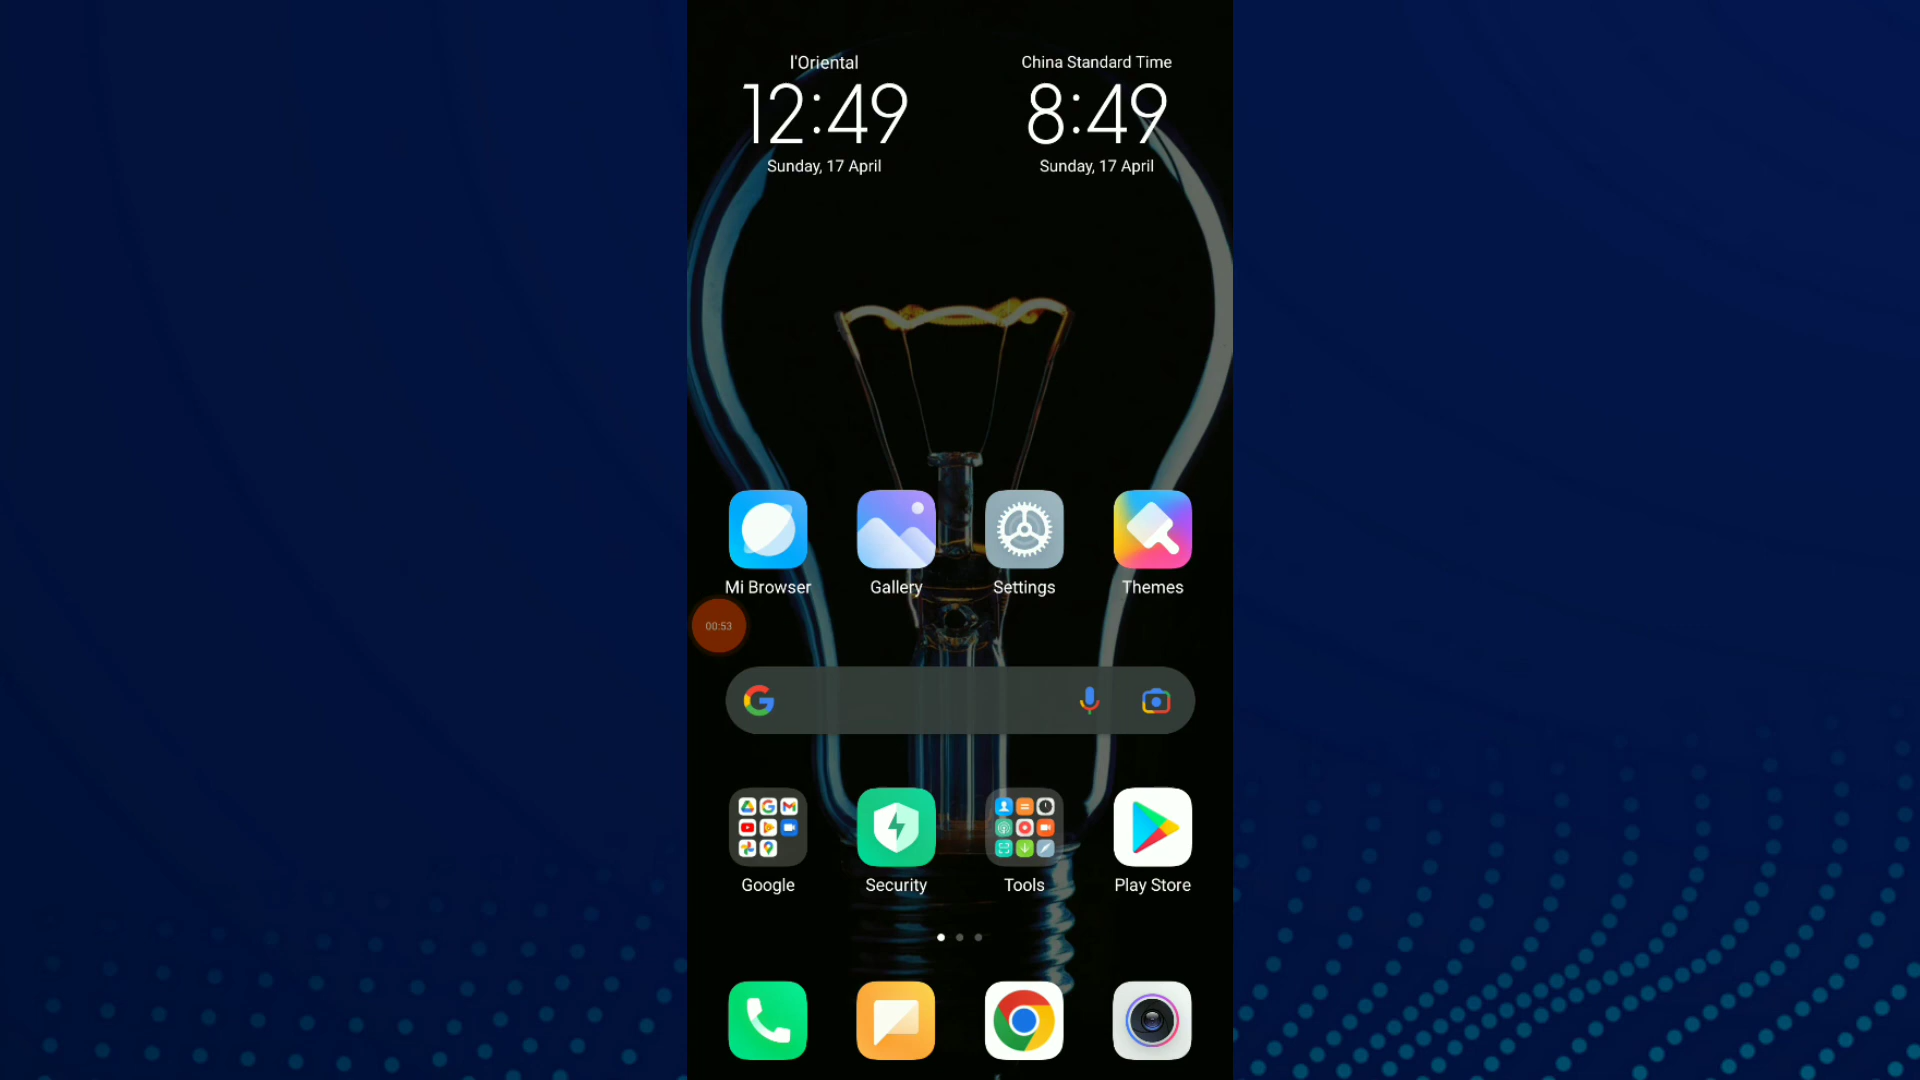 l'Oriental
12:49
Sunday, 17 April
China Standard Time
8:49
Sunday, 17 April
Mi Browser
Gallery
Settings
Themes
00:53
Google
Security
Tools
Play Store